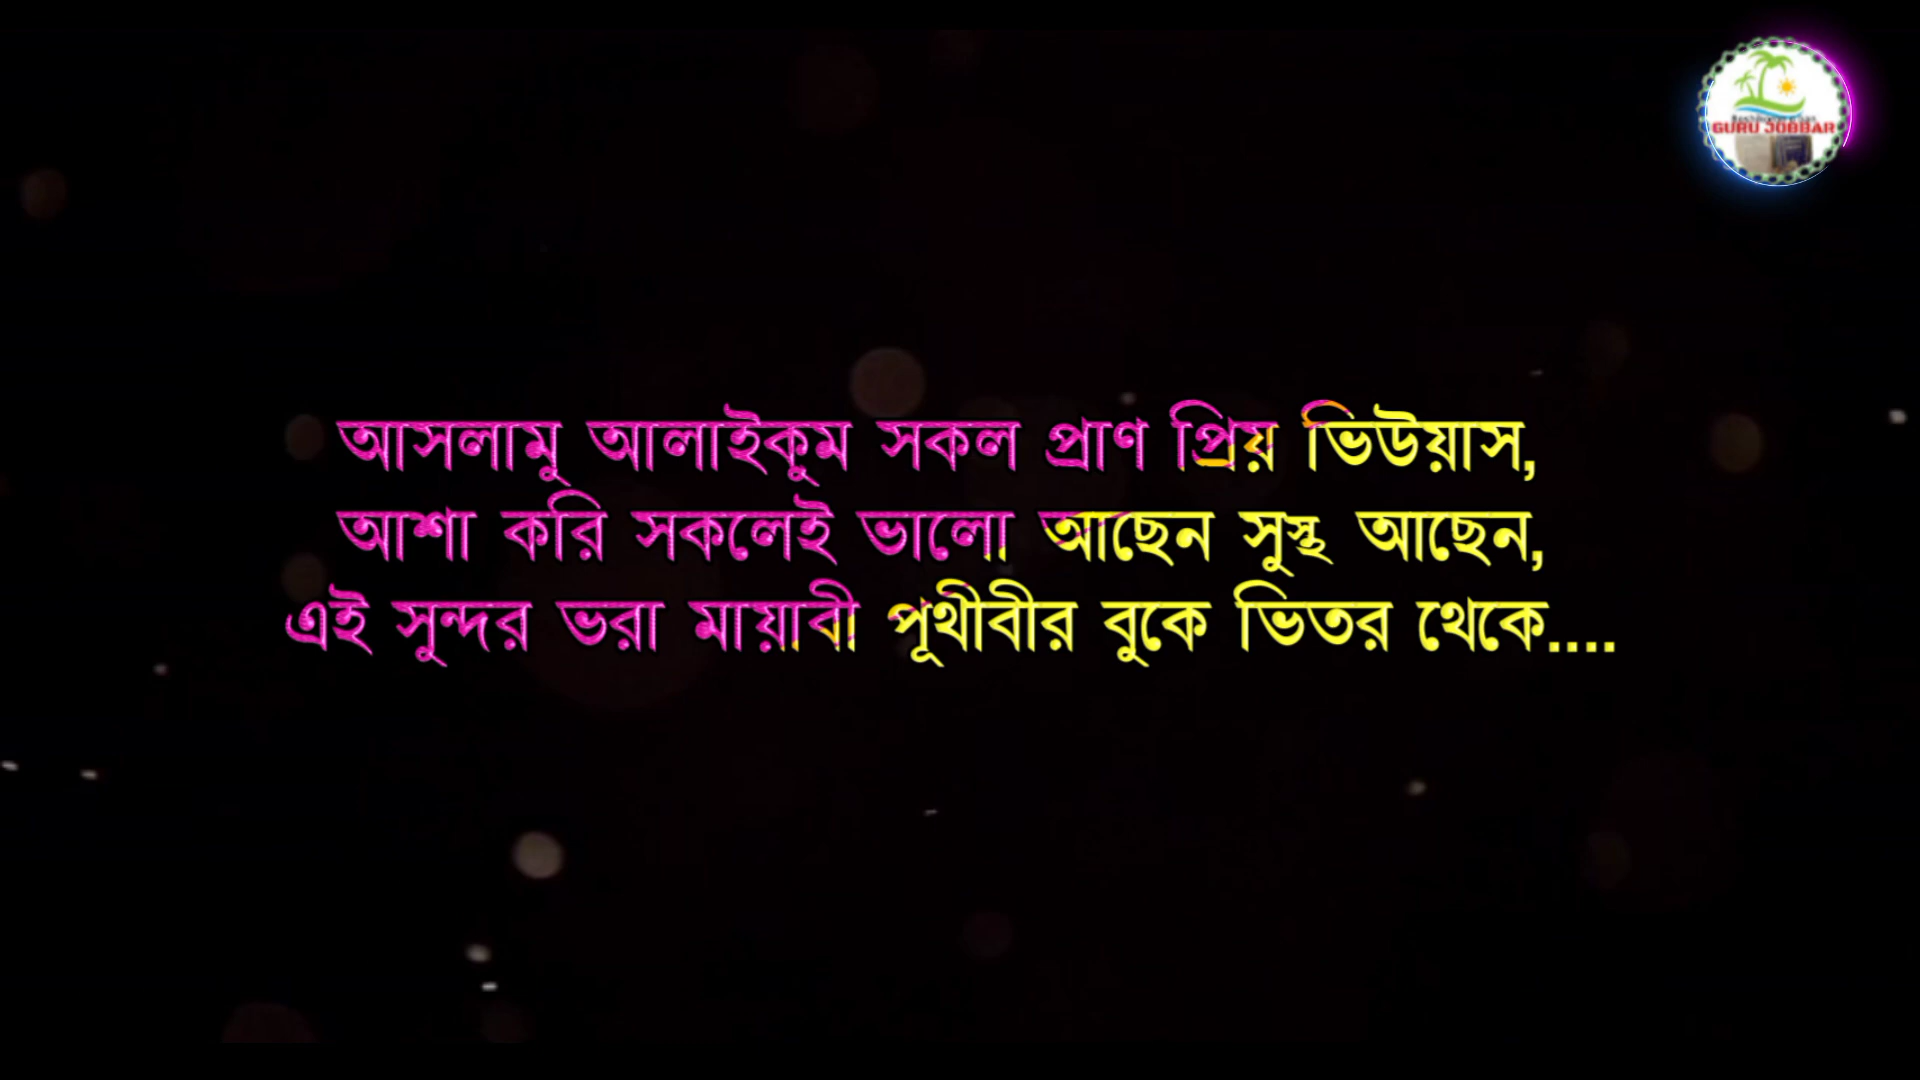 GURU JOBBAR
আসলামু আলাইকুম সকল প্রাণ প্রিয় ভিউয়াস,
আশা করি সকলেই ভালো আছেন সুস্থ আছেন,
এই সুন্দর ভরা মায়াবী পূথীবীর বুকে ভিতর থেকে....